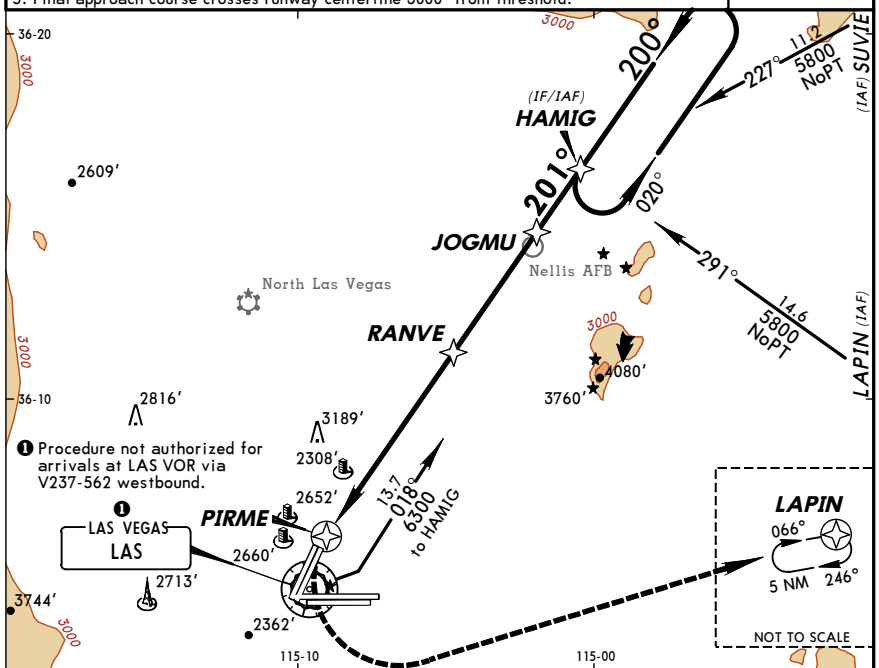 5. Final approach course crosses runway centerline 3000' from threshold.
36-20
3000
3000
200°
227°
11.2
5800
NoPT
(IAF) SUVIE
(IF/IAF)
HAMIG
2609'
201°
020°
JOGMU
Nellis AFB
291°
14.6
5800
NoPT
LAPIN (IAF)
North Las Vegas
RANVE
3000
3000
4080'
3760'
36-10
2816'
3189'
1 Procedure not authorized for
arrivals at LAS VOR via
V237-562 westbound.
2308'
13.7
018°
6300
to HAMIG
2652'
1
LAS VEGAS
LAS
PIRME
2660'
LAPIN
066°
246°
5 NM
NOT TO SCALE
2713'
3744'
3000
2362'
115-10
115-00